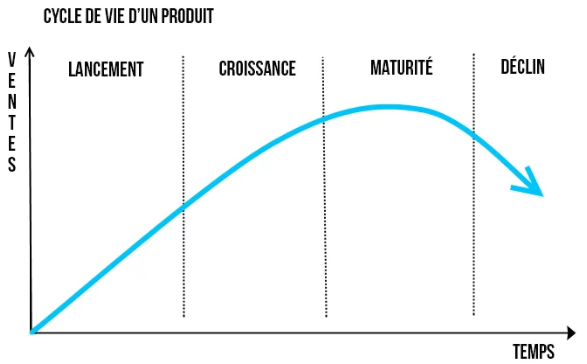 CYCLE DE VIE D'UN PRODUIT
VENTES
LANCEMENT
CROISSANCE
MATURITÉ
DÉCLIN
TEMPS